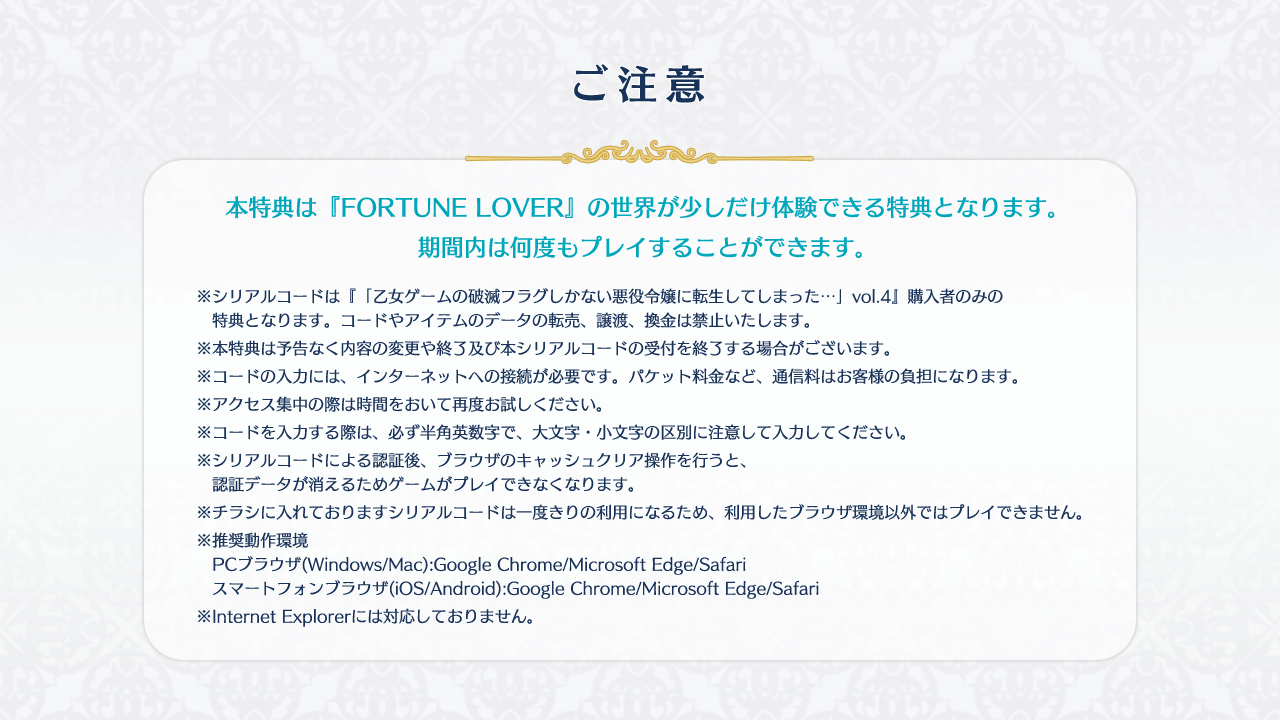 ご注意
本特典は『FORTUNE LOVER』の世界が少しだけ体験できる特典となります。
期間内は何度もプレイすることができます。
※シリアルコードは『「乙女ゲームの破滅フラグしかない悪役令嬢に転生してしまった…」vol.4』購入者のみの
特典となります。コードやアイテムのデータの転売、譲渡、換金は禁止いたします。
※本特典は予告なく内容の変更や終了及び本シリアルコードの受付を終了する場合がございます。
※コードの入力には、インターネットへの接続が必要です。パケット料金など、通信料はお客様の負担になります。
※アクセス集中の際は時間をおいて再度お試しください。
※コードを入力する際は、必ず半角英数字で、大文字・小文字の区別に注意して入力してください。
※シリアルコードによる認証後、ブラウザのキャッシュクリア操作を行うと、
認証データが消えるためゲームがプレイできなくなります。
※チラシに入れておりますシリアルコードは一度きりの利用になるため、利用したブラウザ環境以外ではプレイできません。
※推奨動作環境
PCブラウザ(Windows/Mac):Google Chrome/Microsoft Edge/Safari
スマートフォンブラウザ(iOS/Android):Google Chrome/Microsoft Edge/Safari
※Internet Explorerには対応しておりません。